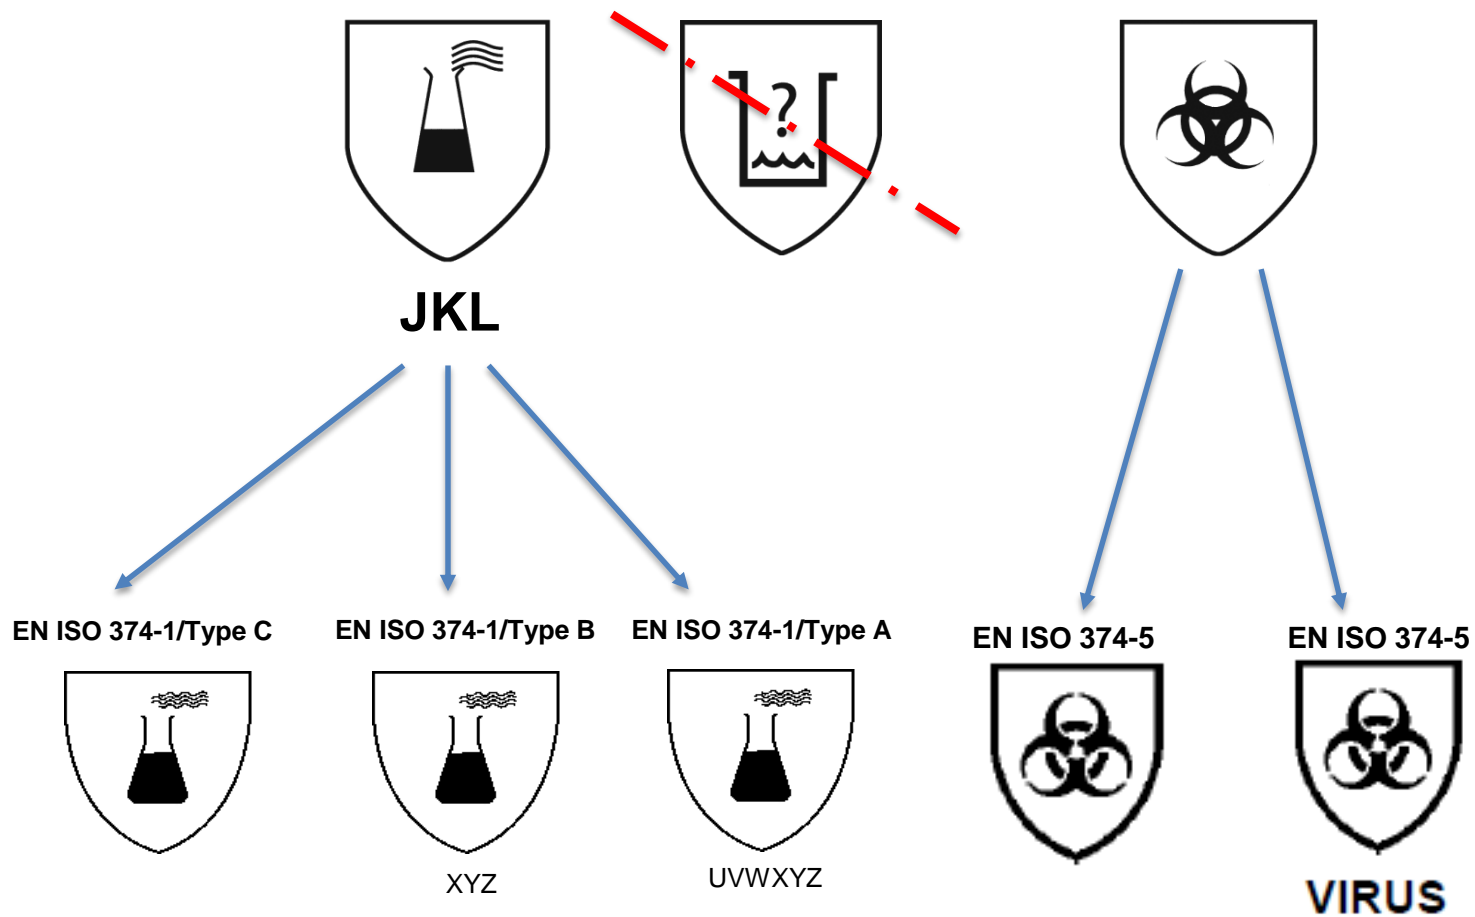 ?
JKL
EN ISO 374-1/Type C
EN ISO 374-1/Type B
EN ISO 374-1/Type A
EN ISO 374-5
EN ISO 374-5
XYZ
UVWXYZ
VIRUS